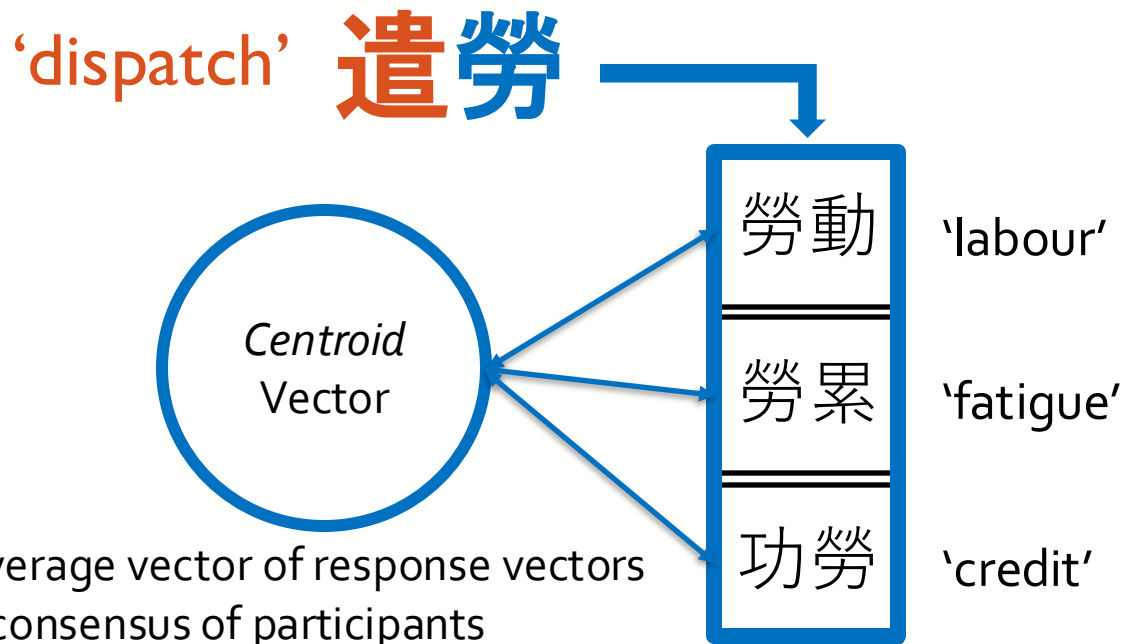 ‘dispatch’ 遣勞
勞動 ‘labour’
Centroid
Vector
勞累 ‘fatigue’
功勞 ‘credit’
verage vector of response vectors
consensus of participants